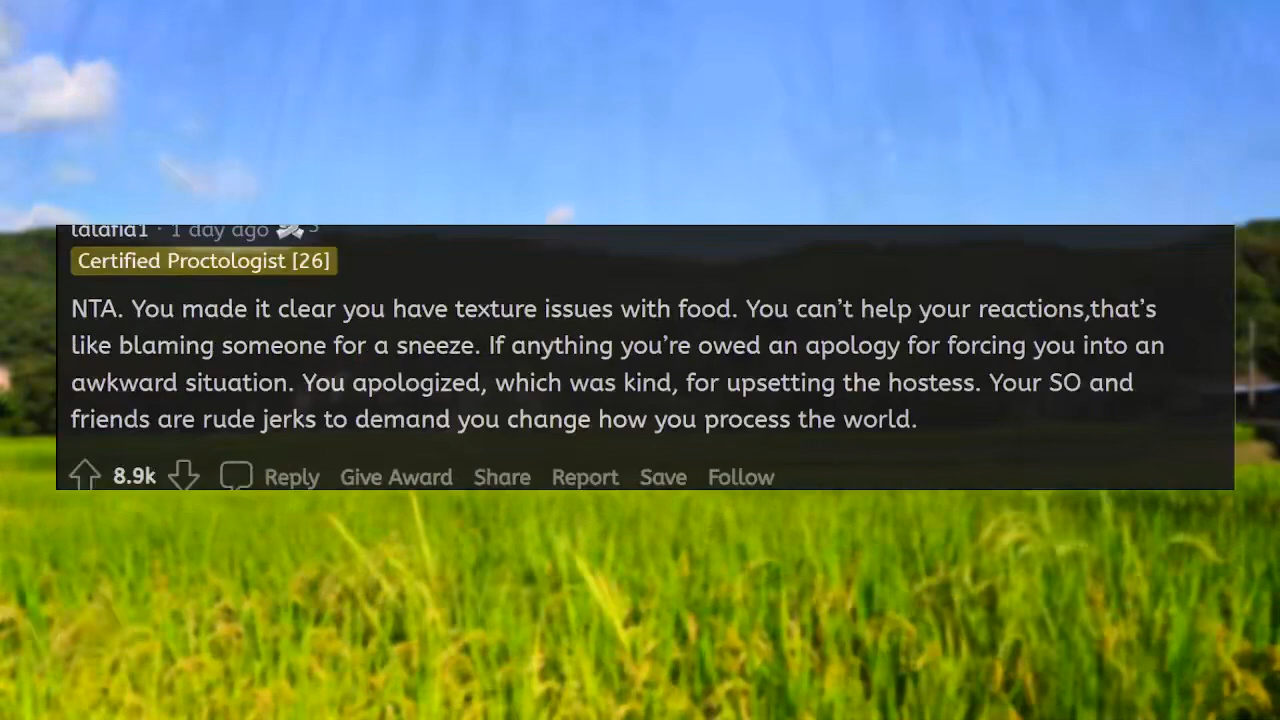 lalafia1 · 1 day ago 3
Certified Proctologist [26]
NTA. You made it clear you have texture issues with food. You can’t help your reactions,that’s
like blaming someone for a sneeze. If anything you’re owed an apology for forcing you into an
awkward situation. You apologized, which was kind, for upsetting the hostess. Your SO and
friends are rude jerks to demand you change how you process the world.
8.9k Reply Give Award Share Report Save Follow